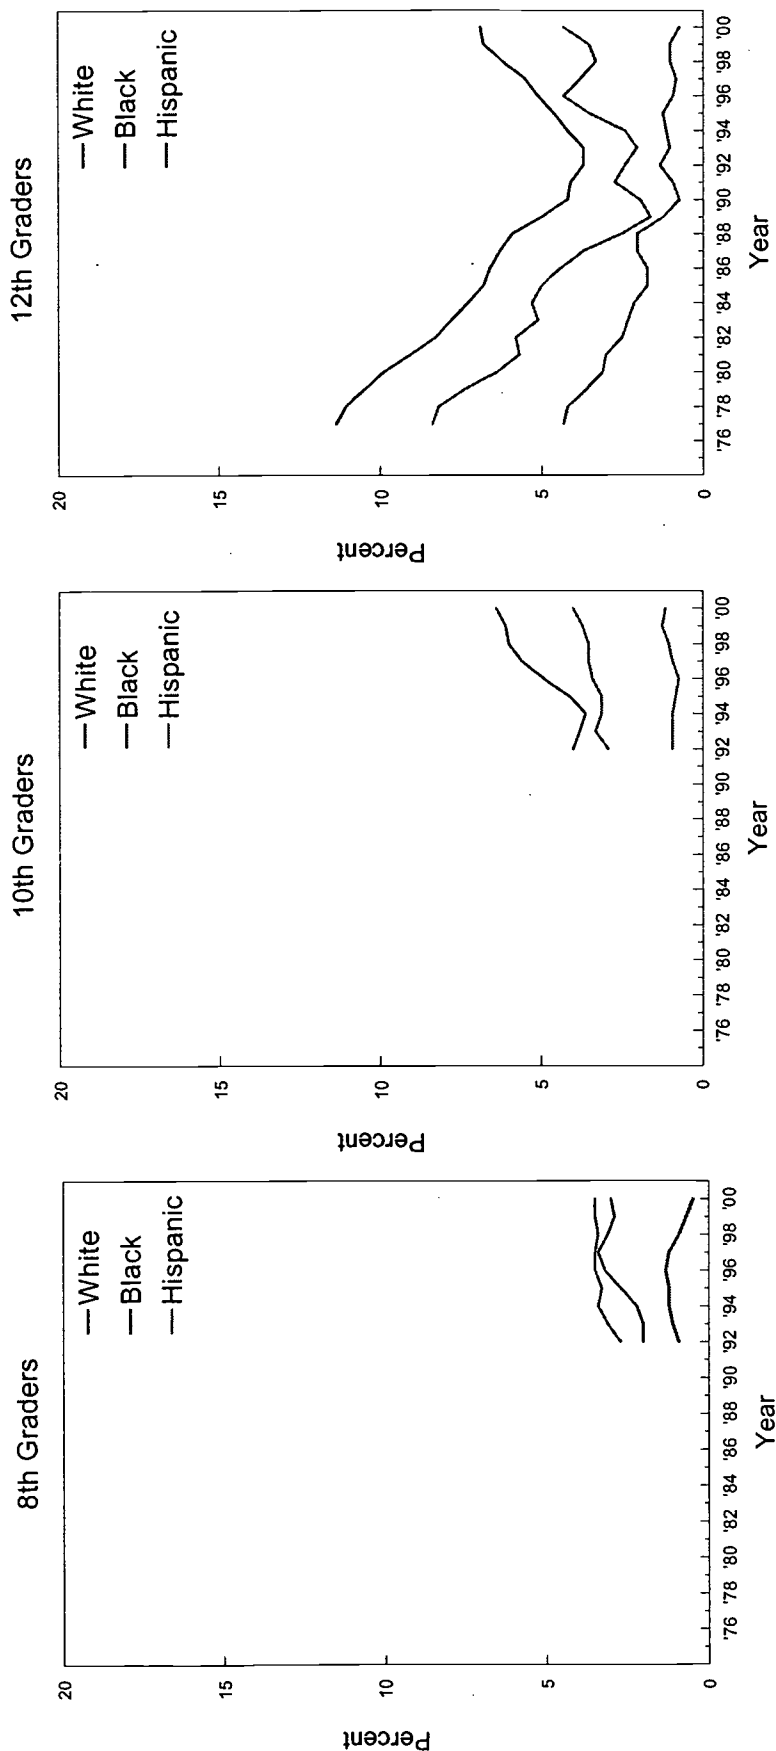 8th Graders
White
Black
Hispanic
Percent
20
15
10
5
0
'76 '78 '80 '82 '84 '86 '88 '90 '92 '94 '96 '98 '00
Year
10th Graders
White
Black
Hispanic
Percent
20
15
10
5
0
'76 '78 '80 '82 '84 '86 '88 '90 '92 '94 '96 '98 '00
Year
12th Graders
White
Black
Hispanic
Percent
20
15
10
5
0
'76 '78 '80 '82 '84 '86 '88 '90 '92 '94 '96 '98 '00
Year